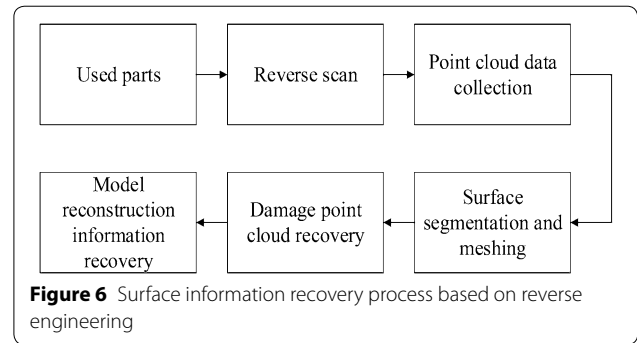 Used parts
Reverse scan
Point cloud data
collection
Surface
segmentation and
meshing
Damage point
cloud recovery
Model
reconstruction
information
recovery
Figure 6 Surface information recovery process based on reverse
engineering